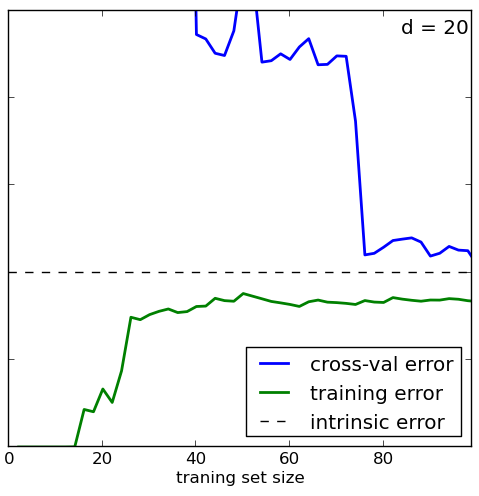 d = 20
cross-val error
training error
intrinsic error
0 20 40 60 80
traning set size